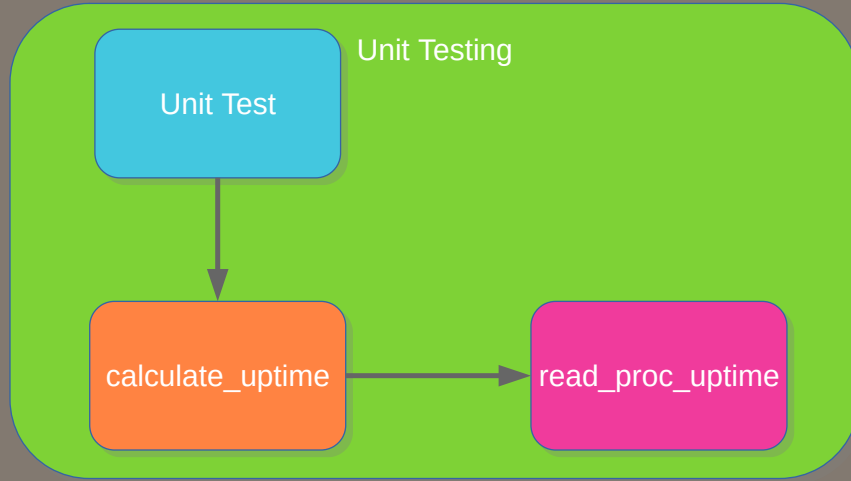 Unit Testing
Unit Test
calculate_uptime
read_proc_uptime